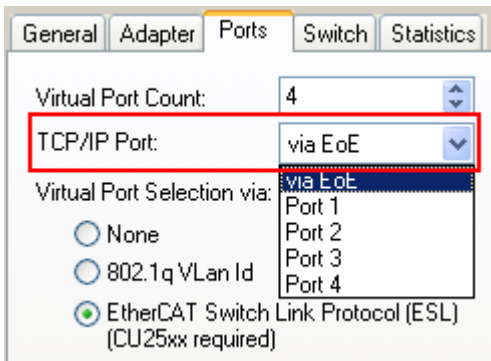 General Adapter Ports Switch Statistics
Virtual Port Count: 4
TCP/IP Port: via EoE
via EoE
Virtual Port Selection via:
Port 1
None
Port 2
Port 3
802.1q VLan Id
Port 4
EtherCAT Switch Link Protocol (ESL)
(CU25xx required)